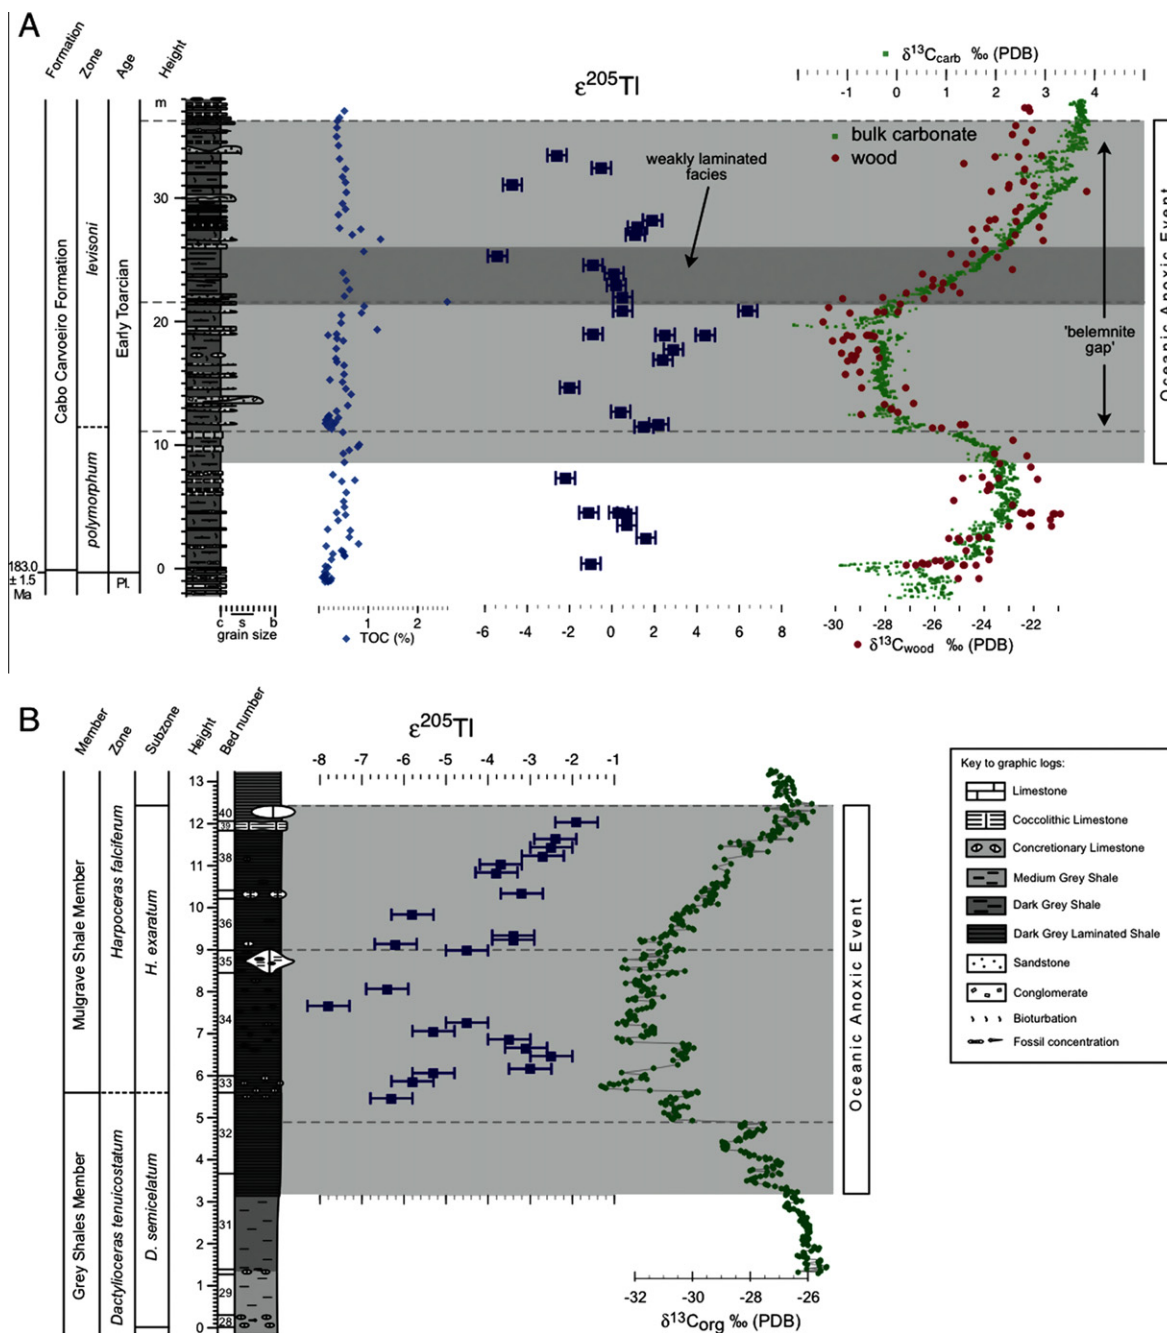 A
Formation
Zone
Age
Height
m
ε205Tl
δ13Ccarb ‰ (PDB)
-1 0 1 2 3 4
bulk carbonate
wood
weakly laminated
facies
'belemnite
gap'
Oceanic Anoxic Event
Cabo Carvoeiro Formation
levisoni
polymorphum
Early Toarcian
Pl.
30
20
10
0
183.0
± 1.5
Ma
c s b
grain size
1 2
TOC (%)
-6 -4 -2 0 2 4 6 8
-30 -28 -26 -24 -22
δ13Cwood ‰ (PDB)
B
Member
Zone
Subzone
Height
Bed number
ε205Tl
-8 -7 -6 -5 -4 -3 -2 -1
Mulgrave Shale Member
Grey Shales Member
Harpoceras falciferum
Dactylioceras tenuicostatum
H. exaratum
D. semicelatum
13
12
11
10
9
8
7
6
5
4
3
2
1
0
40
39
38
36
35
34
33
32
31
29
28
Oceanic Anoxic Event
-32 -30 -28 -26
δ13Corg ‰ (PDB)
Key to graphic logs:
Limestone
Coccolithic Limestone
Concretionary Limestone
Medium Grey Shale
Dark Grey Shale
Dark Grey Laminated Shale
Sandstone
Conglomerate
Bioturbation
Fossil concentration